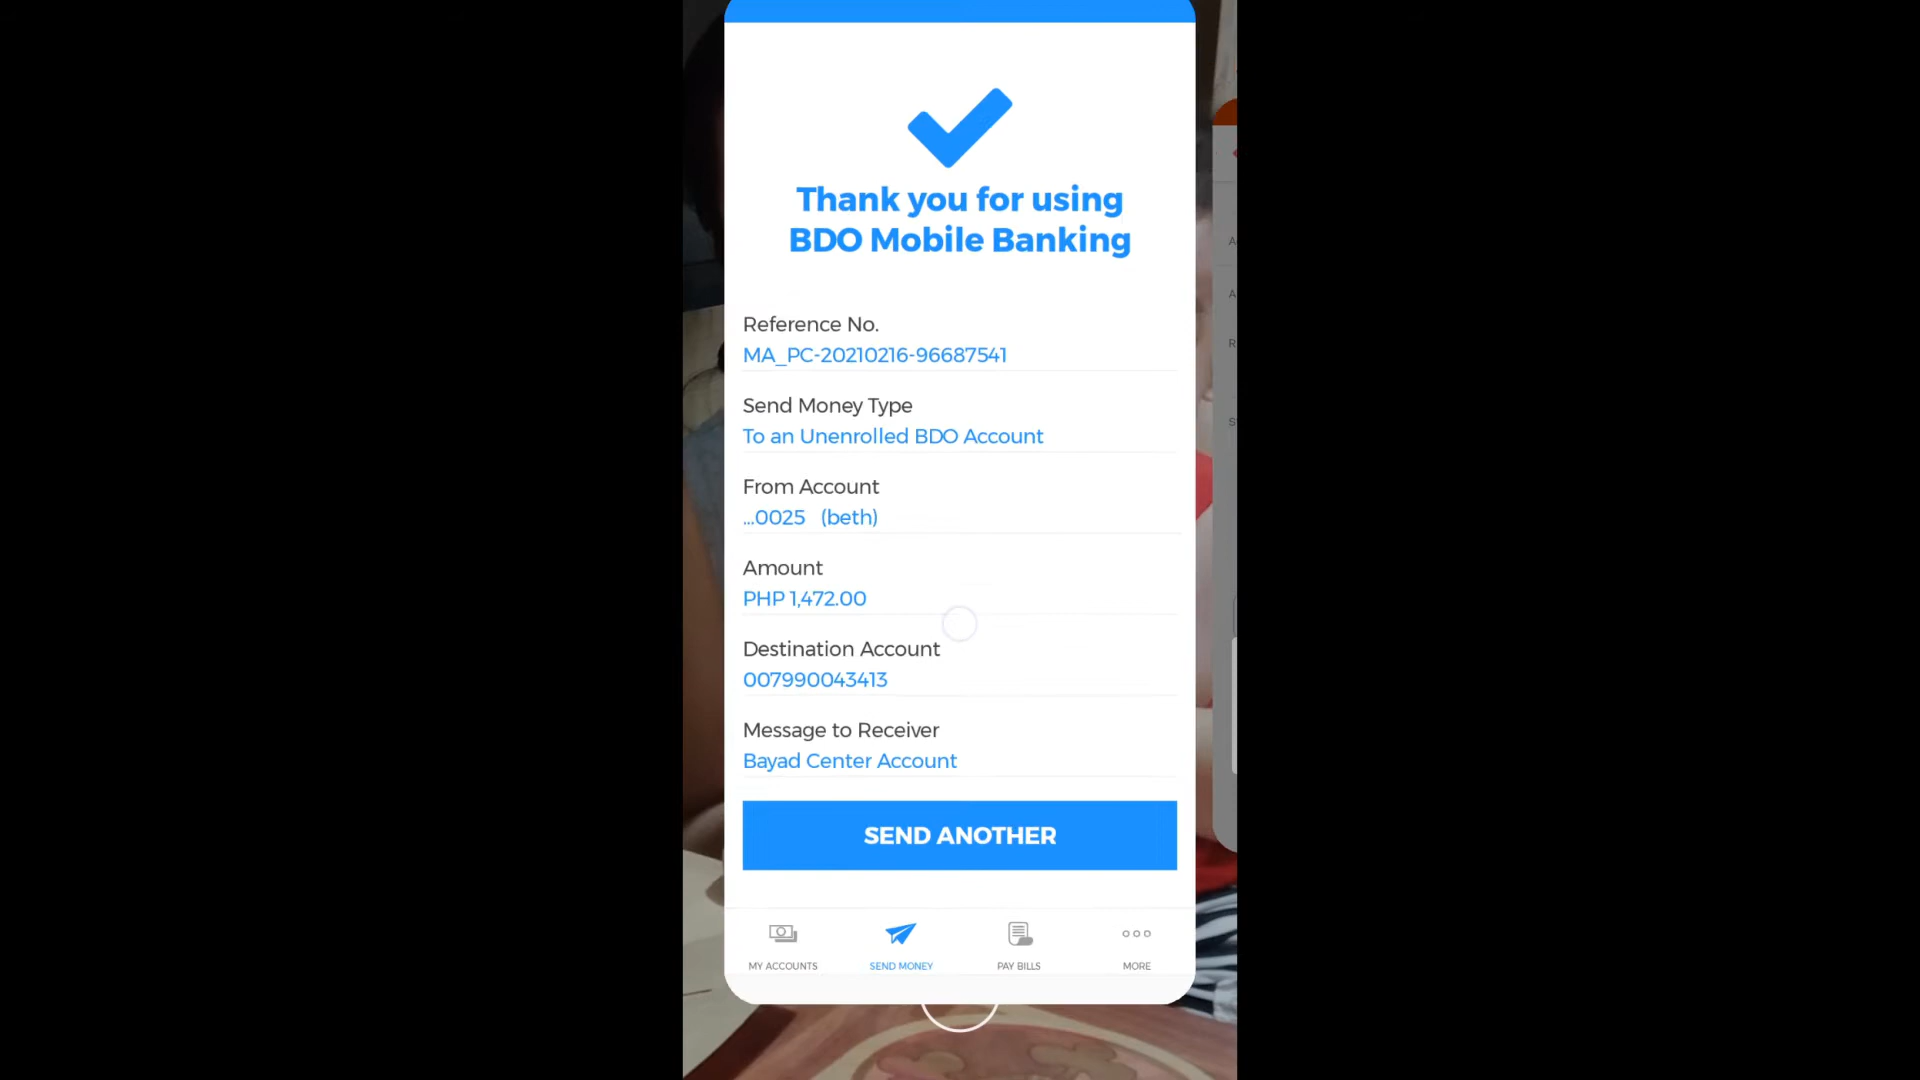 Thank you for using
BDO Mobile Banking
Reference No.
MA_PC-20210216-96687541
Send Money Type
To an Unenrolled BDO Account
From Account
...0025 (beth)
Amount
PHP 1,472.00
Destination Account
007990043413
Message to Receiver
Bayad Center Account
SEND ANOTHER
MY ACCOUNTS
SEND MONEY
PAY BILLS
MORE